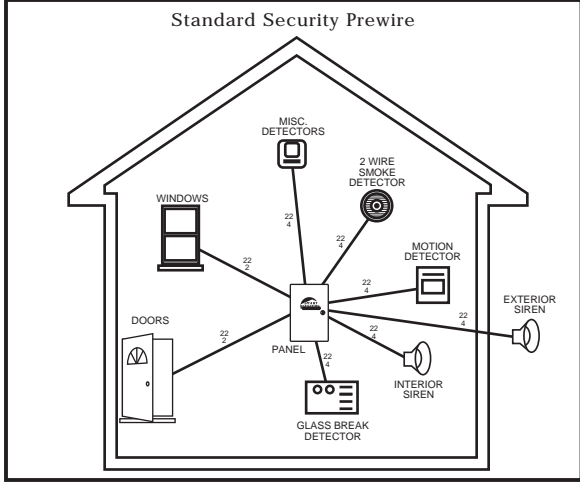 Standard Security Prewire
MISC.
DETECTORS
2 WIRE
SMOKE
DETECTOR
WINDOWS
22
4
22
4
22
2
MOTION
DETECTOR
22
4
EXTERIOR
SIREN
22
4
DOORS
22
2
22
4
PANEL
22
4
INTERIOR
SIREN
GLASS BREAK
DETECTOR